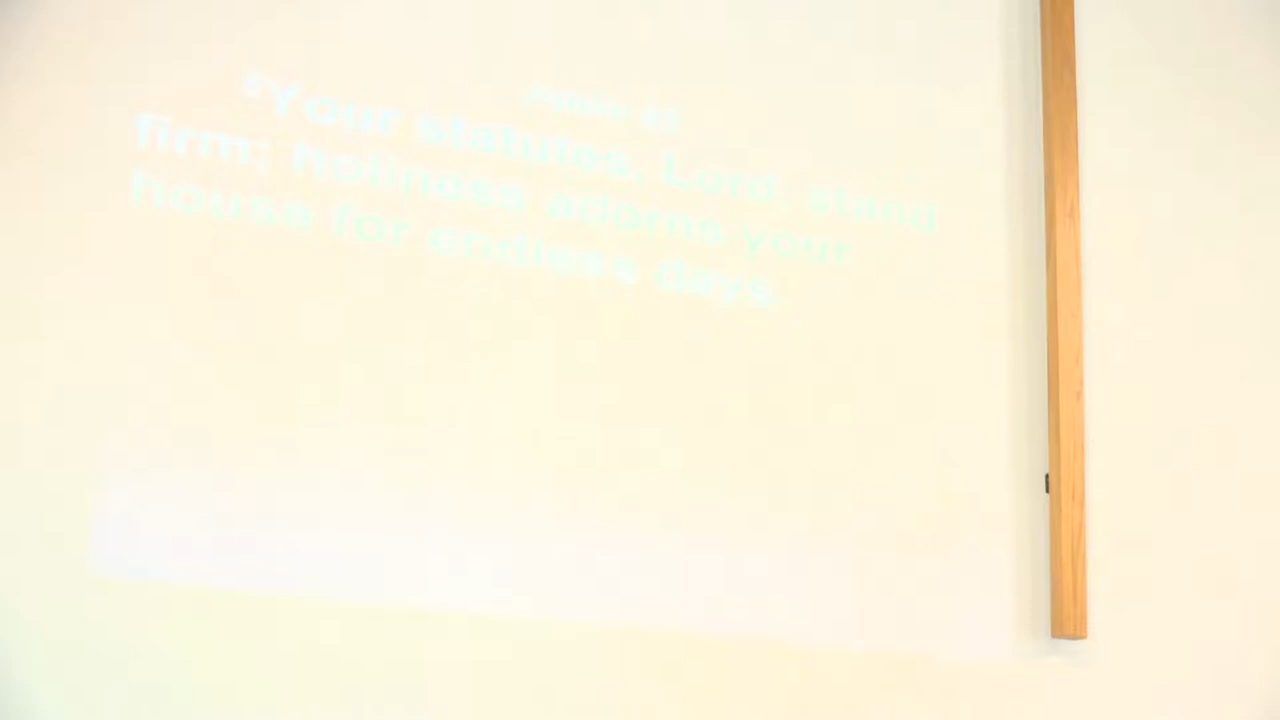 Psalm 93
5Your statutes, Lord, stand
firm; holiness adorns your
house for endless days.